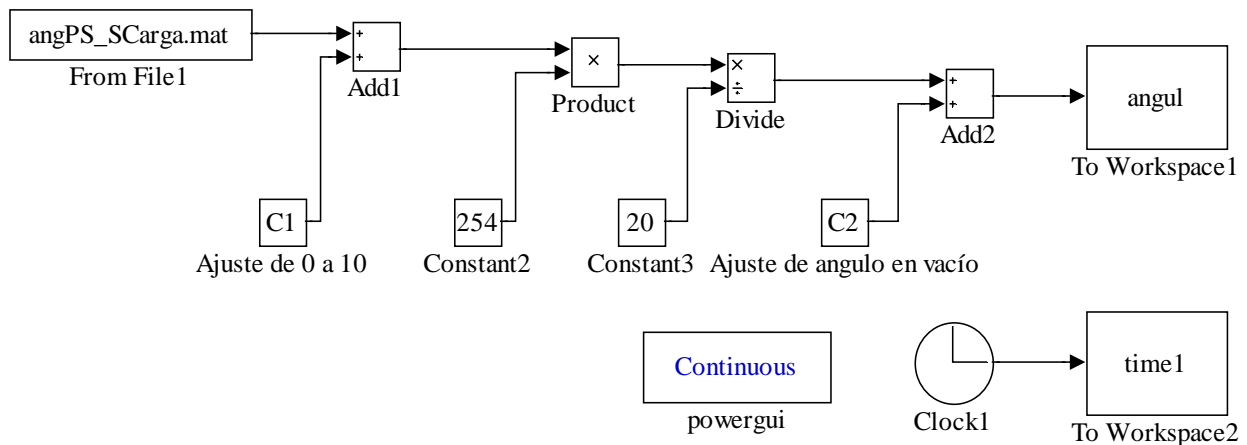 angPS_SCarga.mat
From File1
+
+
Add1
×
Product
×
÷
Divide
+
+
Add2
angul
To Workspace1
C1
Ajuste de 0 a 10
254
Constant2
20
Constant3
C2
Ajuste de angulo en vacío
Continuous
powergui
Clock1
time1
To Workspace2